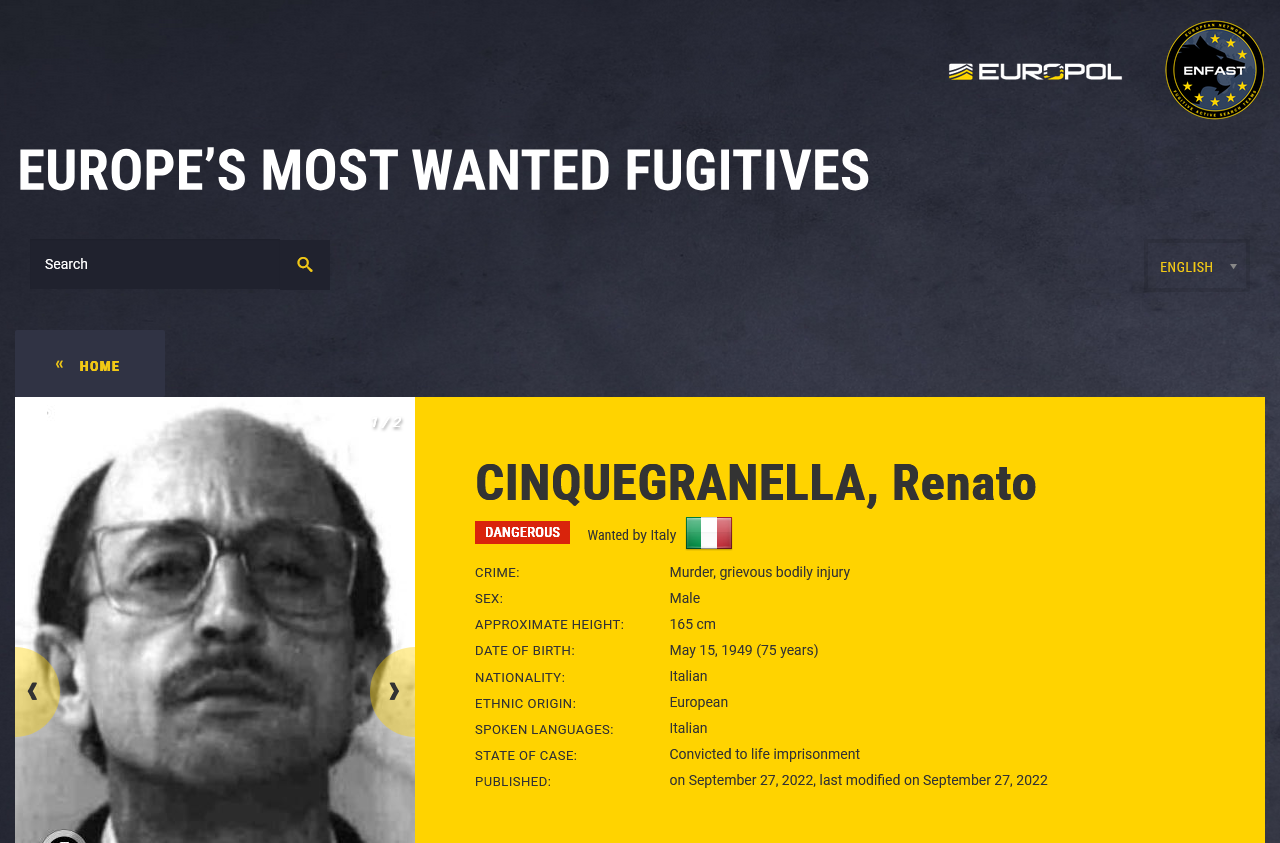 EUROPOL
EUROPEAN NETWORK
ENFAST
FUGITIVE ACTIVE SEARCH TEAMS
EUROPE’S MOST WANTED FUGITIVES
Search
ENGLISH
« HOME
1 / 2
CINQUEGRANELLA, Renato
DANGEROUS Wanted by Italy
CRIME: Murder, grievous bodily injury
SEX: Male
APPROXIMATE HEIGHT: 165 cm
DATE OF BIRTH: May 15, 1949 (75 years)
NATIONALITY: Italian
ETHNIC ORIGIN: European
SPOKEN LANGUAGES: Italian
STATE OF CASE: Convicted to life imprisonment
PUBLISHED: on September 27, 2022, last modified on September 27, 2022